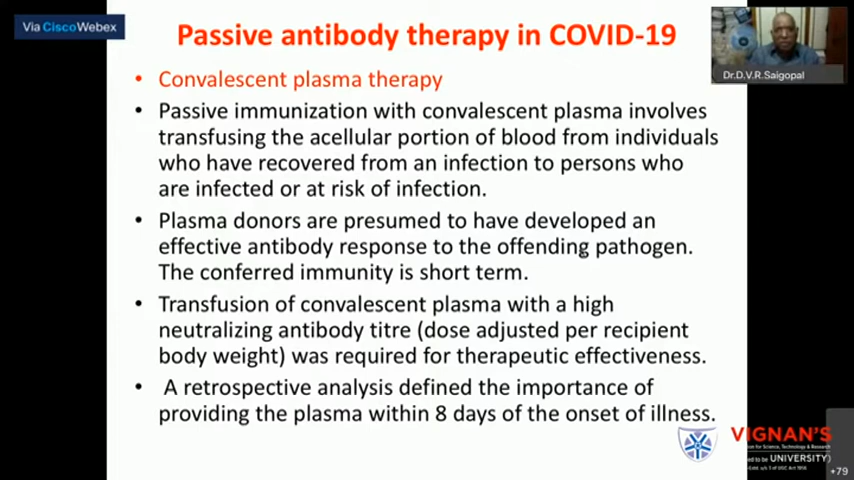 Via CiscoWebex
Passive antibody therapy in COVID-19
Dr.D.V.R.Saigopal
• Convalescent plasma therapy
• Passive immunization with convalescent plasma involves
transfusing the acellular portion of blood from individuals
who have recovered from an infection to persons who
are infected or at risk of infection.
• Plasma donors are presumed to have developed an
effective antibody response to the offending pathogen.
The conferred immunity is short term.
• Transfusion of convalescent plasma with a high
neutralizing antibody titre (dose adjusted per recipient
body weight) was required for therapeutic effectiveness.
• A retrospective analysis defined the importance of
providing the plasma within 8 days of the onset of illness.
VIGNAN'S
for Science, Technology & Research
to be UNIVERSITY)
+79